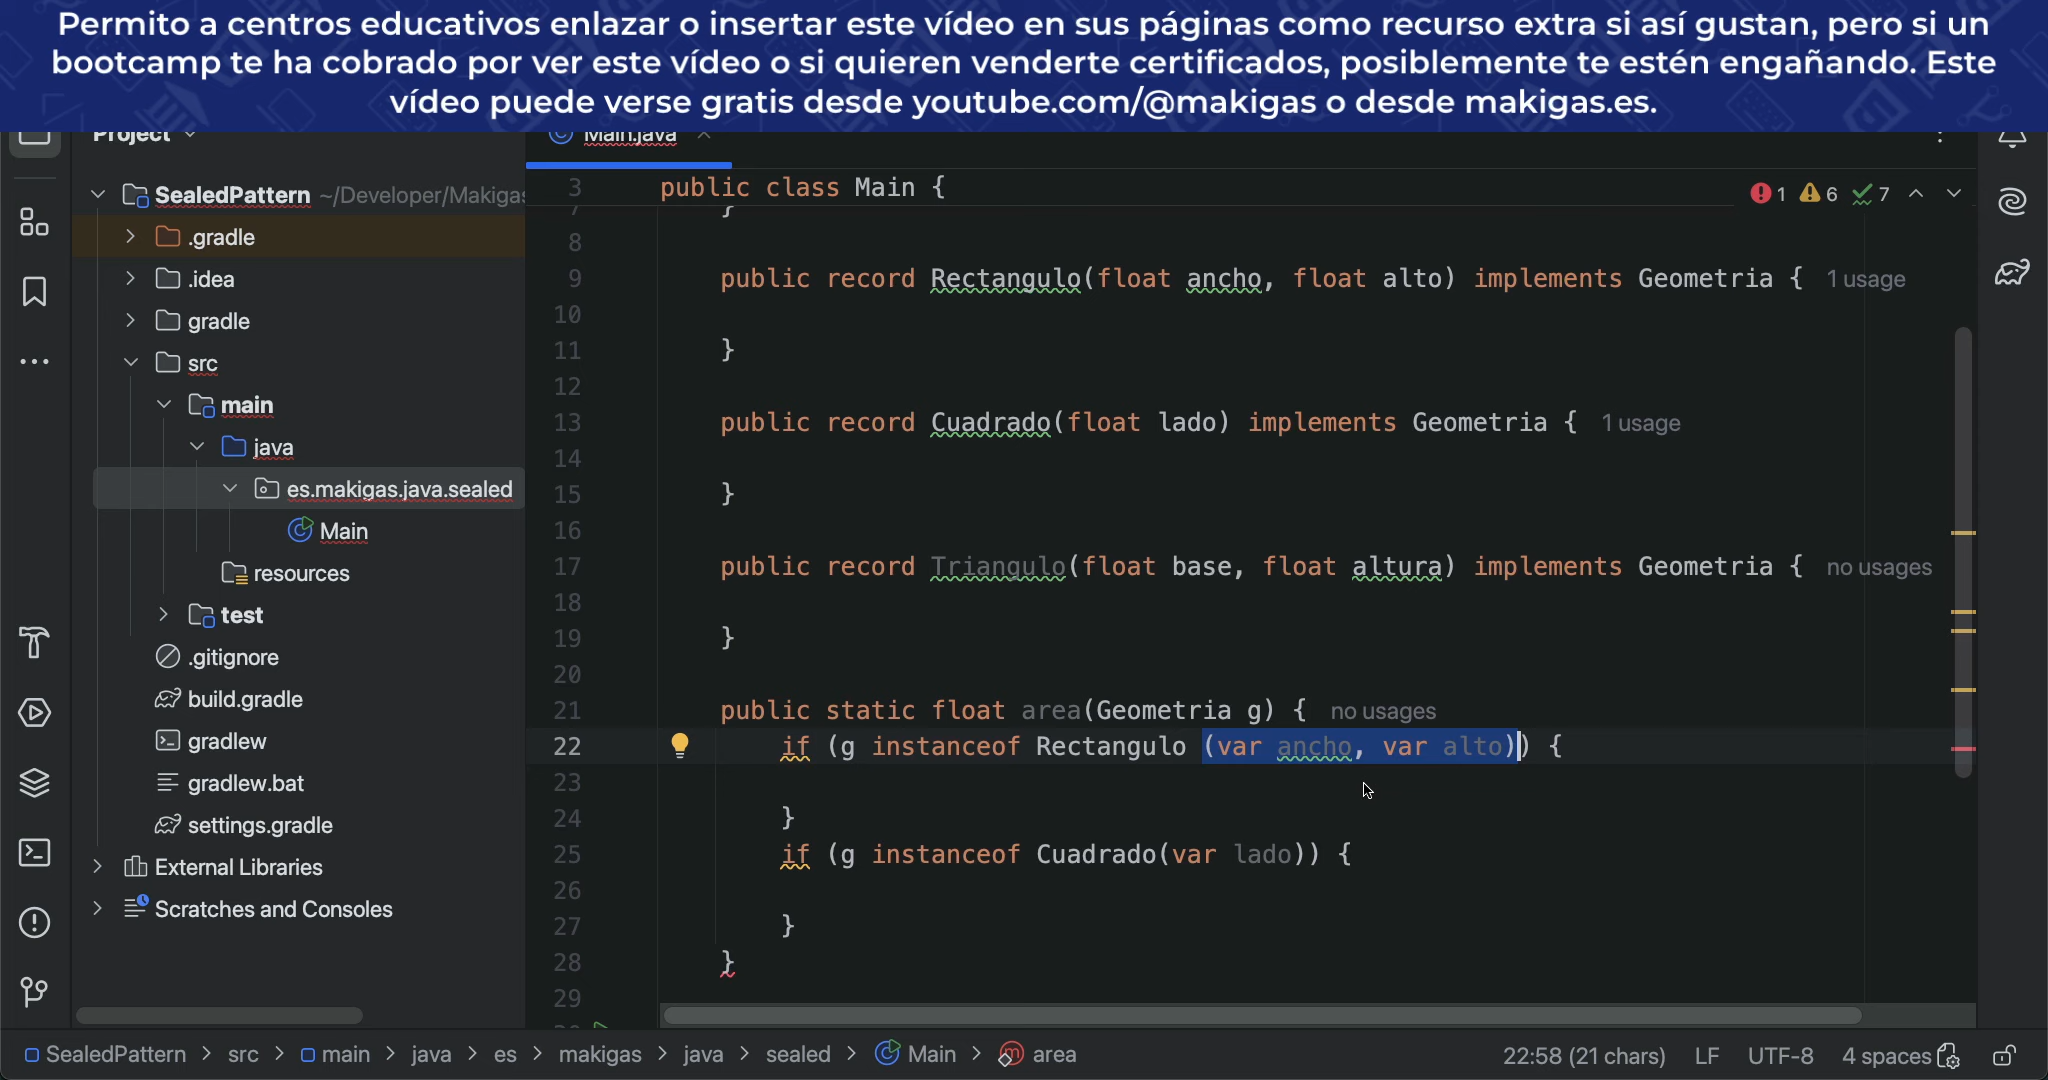 Permito a centros educativos enlazar o insertar este vídeo en sus páginas como recurso extra si así gustan, pero si un
bootcamp te ha cobrado por ver este vídeo o si quieren venderte certificados, posiblemente te estén engañando. Este
vídeo puede verse gratis desde youtube.com/@makigas o desde makigas.es.
Project
Main.java
SealedPattern ~/Developer/Makigas
.gradle
.idea
gradle
src
main
java
es.makigas.java.sealed
Main
resources
test
.gitignore
build.gradle
gradlew
gradlew.bat
settings.gradle
External Libraries
Scratches and Consoles
3 public class Main {
1 6 7
7 }
8
9 public record Rectangulo(float ancho, float alto) implements Geometria { 1 usage
10
11 }
12
13 public record Cuadrado(float lado) implements Geometria { 1 usage
14
15 }
16
17 public record Triangulo(float base, float altura) implements Geometria { no usages
18
19 }
20
21 public static float area(Geometria g) { no usages
22 if (g instanceof Rectangulo (var ancho, var alto)) {
23
24 }
25 if (g instanceof Cuadrado(var lado)) {
26
27 }
28 }
29
SealedPattern > src > main > java > es > makigas > java > sealed > Main > area
22:58 (21 chars) LF UTF-8 4 spaces